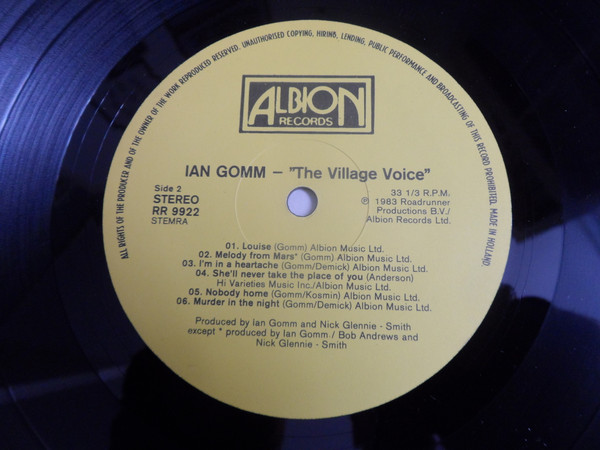 ALL RIGHTS OF THE PRODUCER AND OF THE OWNER OF THE WORK REPRODUCED RESERVED. UNAUTHORISED COPYING, HIRING, LENDING, PUBLIC PERFORMANCE AND BROADCASTING OF THIS RECORD PROHIBITED. MADE IN HOLLAND
ALBION
RECORDS
IAN GOMM - "The Village Voice"
Side 2
STEREO
RR 9922
STEMRA
33 1/3 R.P.M.
℗ 1983 Roadrunner
Productions B.V./
Albion Records Ltd.
01. Louise (Gomm) Albion Music Ltd.
02. Melody from Mars* (Gomm) Albion Music Ltd.
03. I'm in a heartache (Gomm/Demick) Albion Music Ltd.
04. She'll never take the place of you (Anderson)
Hi Varieties Music Inc./Albion Music Ltd.
05. Nobody home (Gomm/Kosmin) Albion Music Ltd.
06. Murder in the night (Gomm/Demick) Albion Music Ltd.
Produced by Ian Gomm and Nick Glennie - Smith
except * produced by Ian Gomm / Bob Andrews and
Nick Glennie - Smith